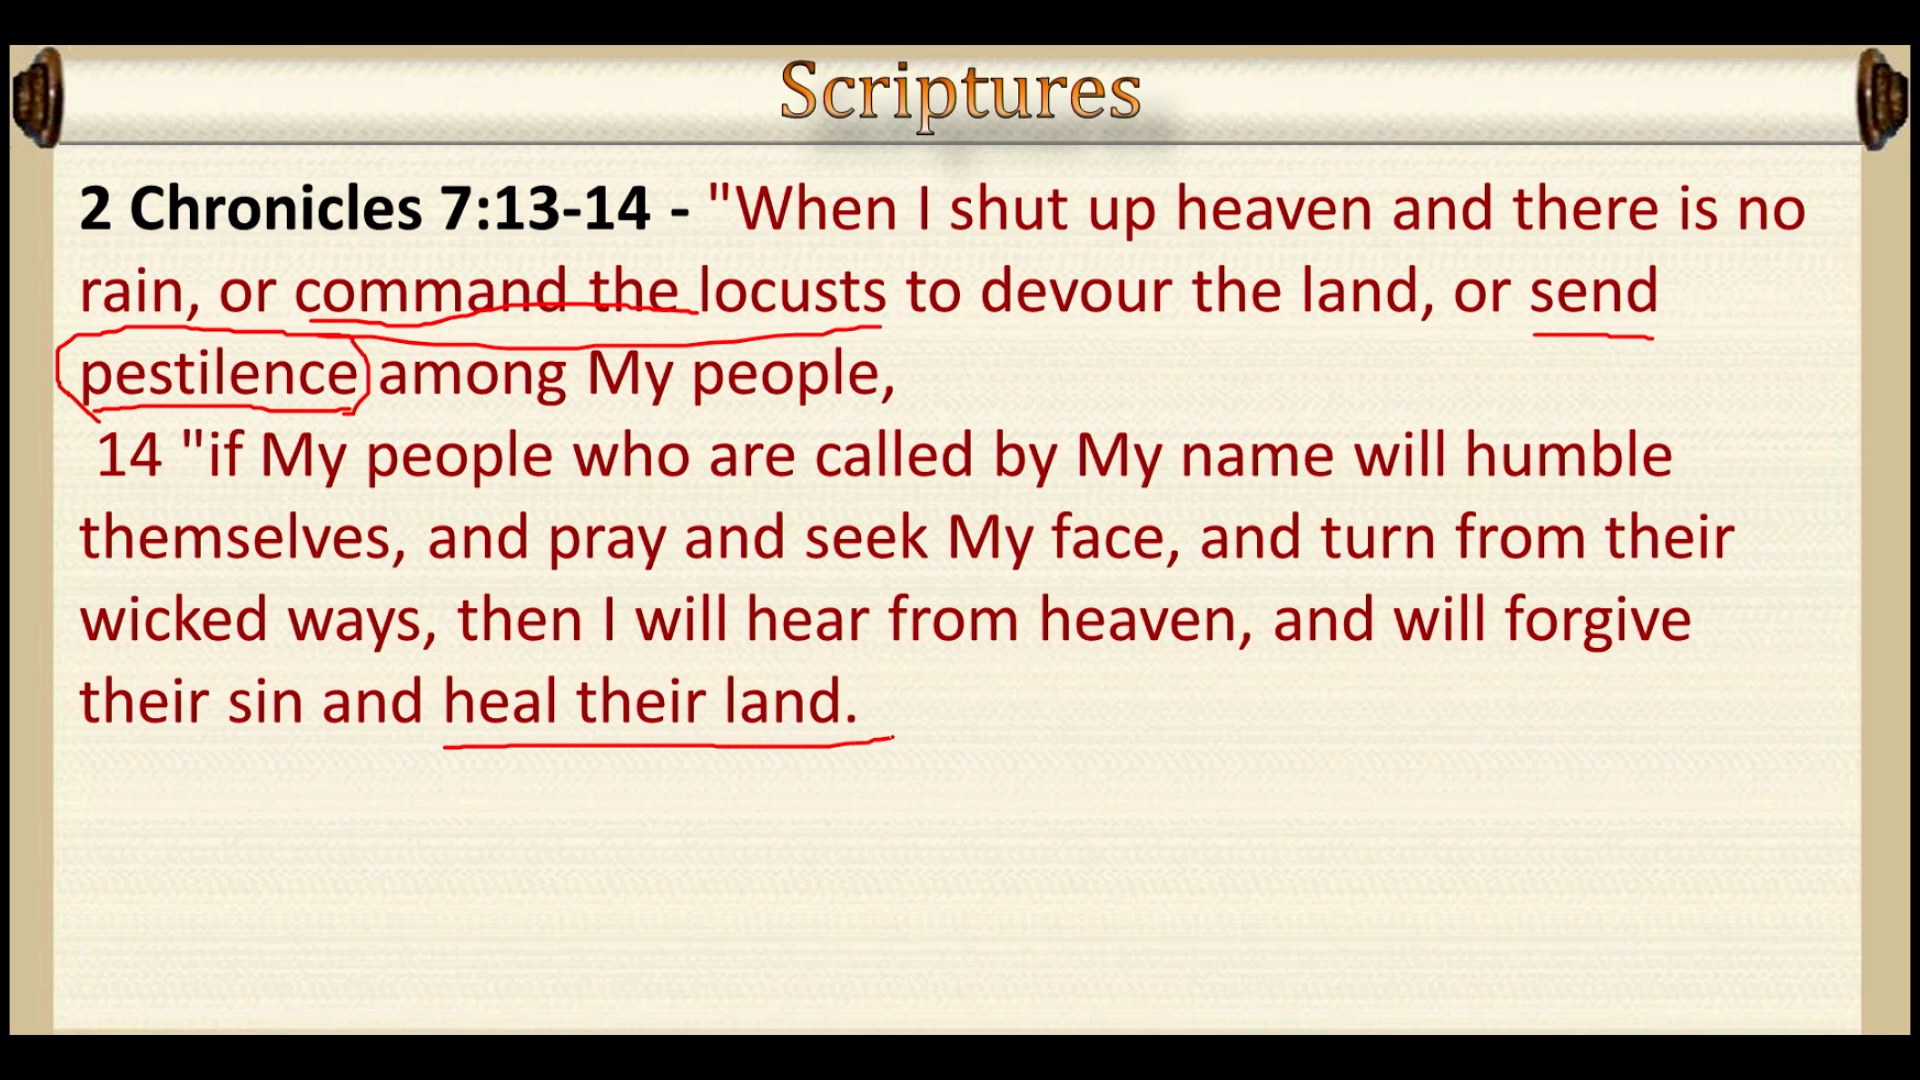 Scriptures
2 Chronicles 7:13-14 - "When I shut up heaven and there is no
rain, or command the locusts to devour the land, or send
pestilence among My people,
14 "if My people who are called by My name will humble
themselves, and pray and seek My face, and turn from their
wicked ways, then I will hear from heaven, and will forgive
their sin and heal their land.